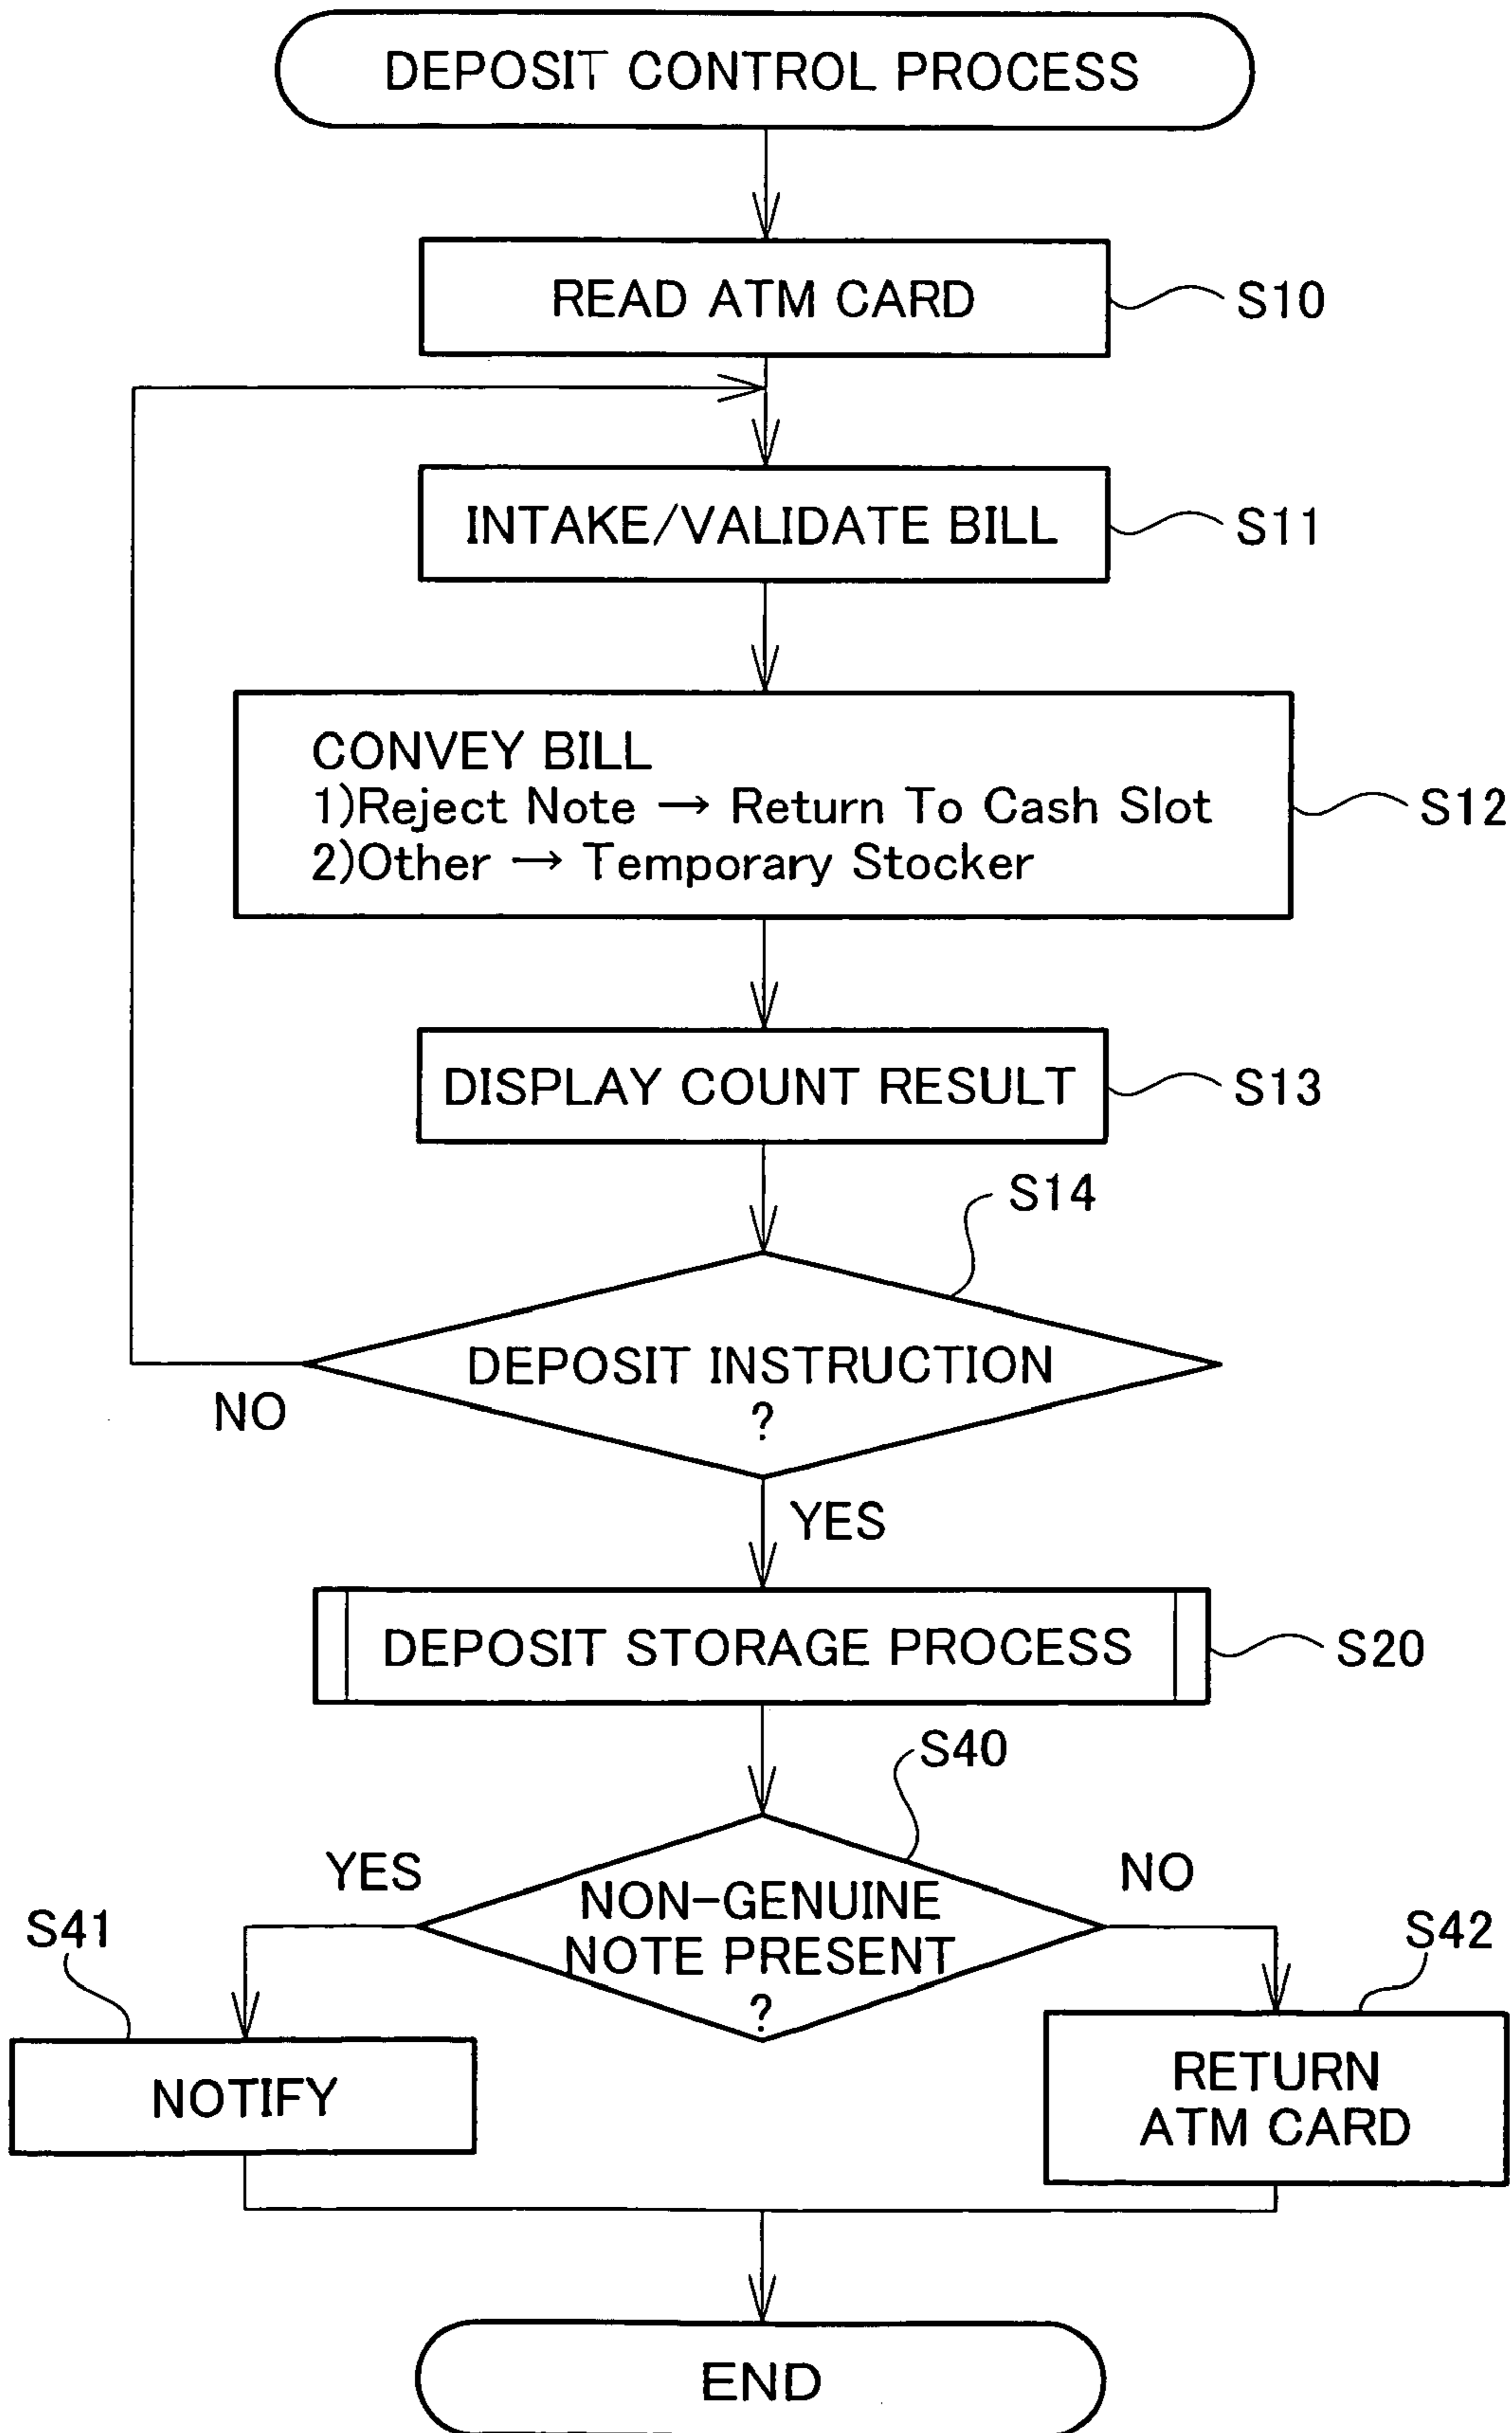 DEPOSIT CONTROL PROCESS
READ ATM CARD
S10
INTAKE/VALIDATE BILL
S11
CONVEY BILL
1)Reject Note → Return To Cash Slot
2)Other → Temporary Stocker
S12
DISPLAY COUNT RESULT
S13
S14
DEPOSIT INSTRUCTION
?
NO
YES
DEPOSIT STORAGE PROCESS
S20
S40
YES
NO
NON-GENUINE
NOTE PRESENT
?
S41
S42
NOTIFY
RETURN
ATM CARD
END